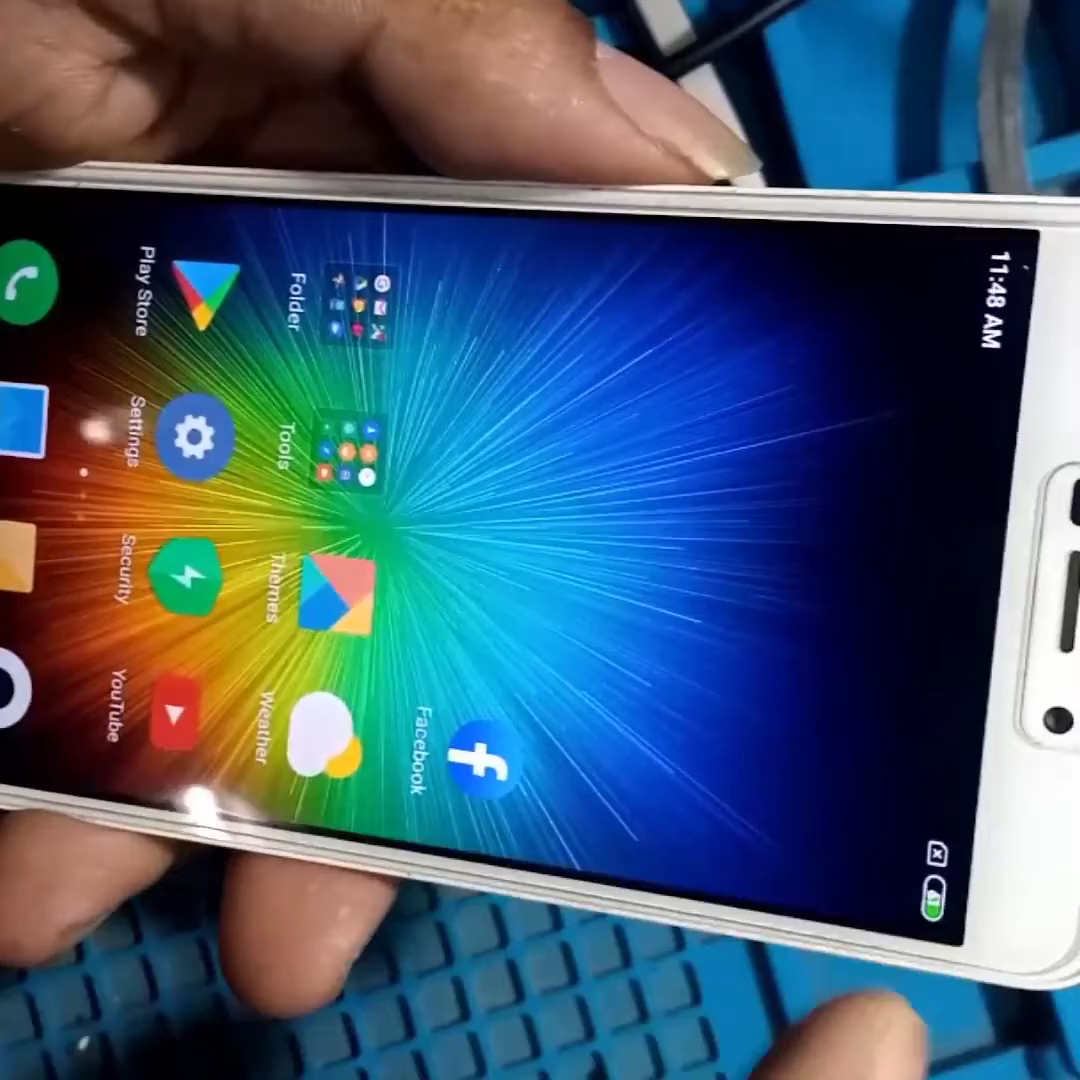 11:48 AM
Facebook
Folder
Tools
Themes
Weather
Play Store
Settings
Security
YouTube